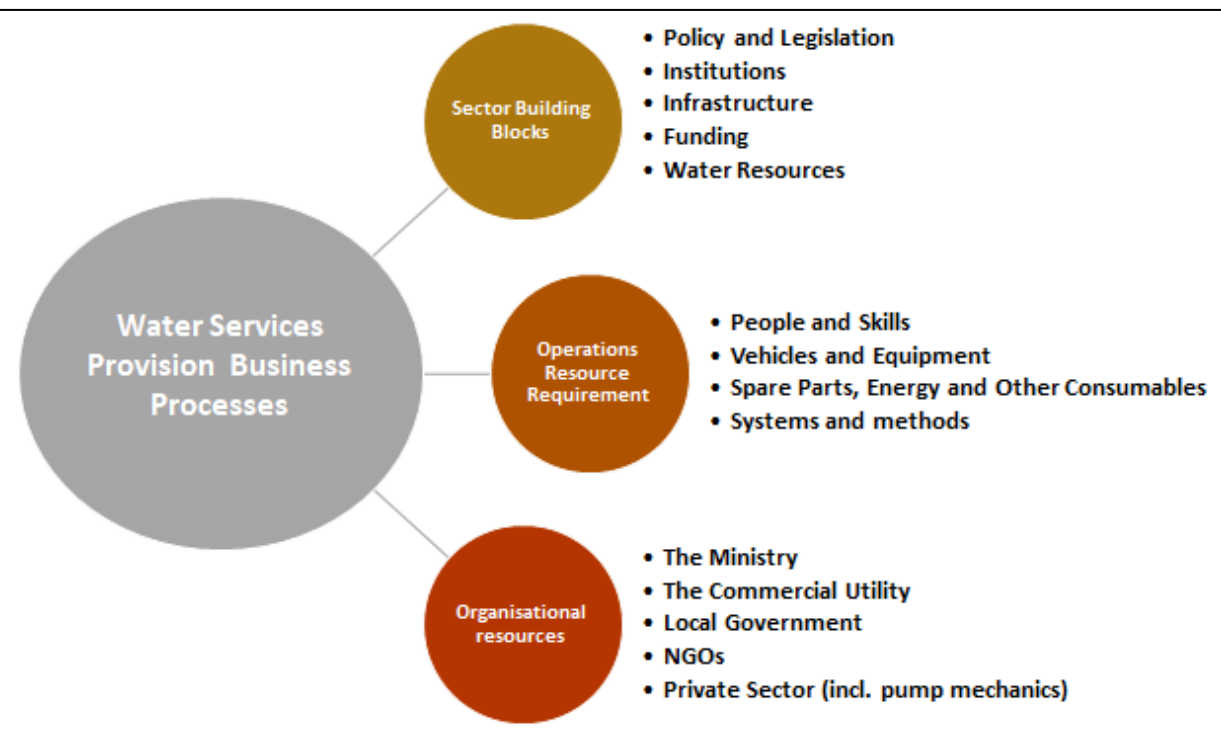 Sector Building
Blocks
• Policy and Legislation
• Institutions
• Infrastructure
• Funding
• Water Resources
Water Services
Provision Business
Processes
Operations
Resource
Requirement
• People and Skills
• Vehicles and Equipment
• Spare Parts, Energy and Other Consumables
• Systems and methods
Organisational
resources
• The Ministry
• The Commercial Utility
• Local Government
• NGOs
• Private Sector (incl. pump mechanics)